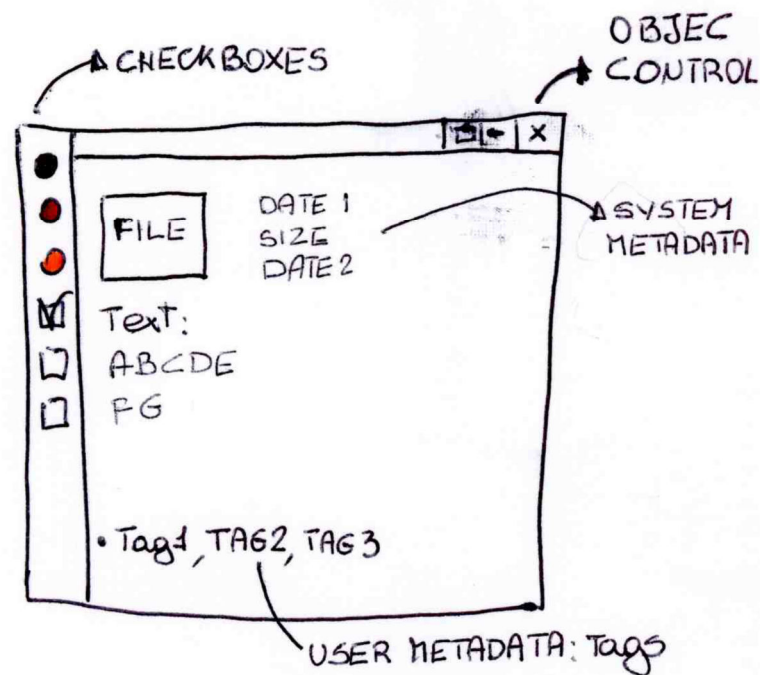 CHECKBOXES
OBJEC
CONTROL
X
FILE
DATE 1
SIZE
DATE 2
SYSTEM
METADATA
Text:
ABCDE
FG
• Tag1, TAG2, TAG3
USER METADATA: Tags